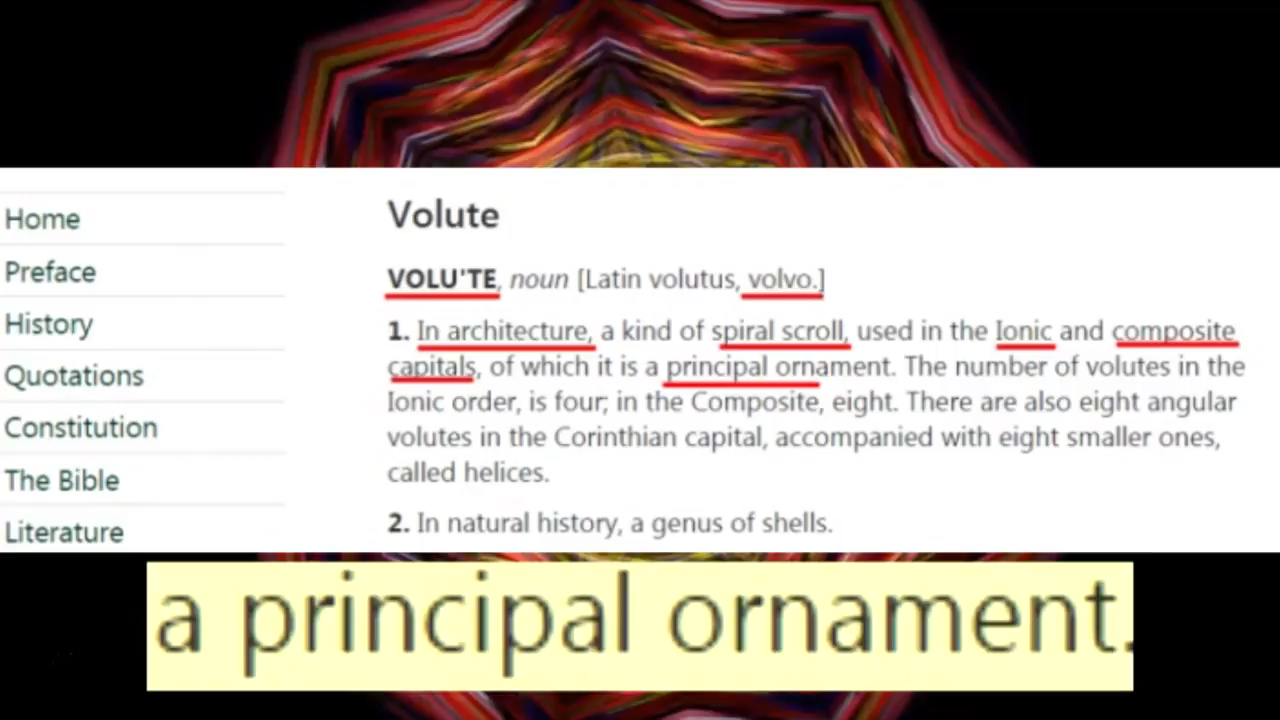 Home
Preface
History
Quotations
Constitution
The Bible
Literature
Volute
VOLU'TE, noun [Latin volutus, volvo.]
1. In architecture, a kind of spiral scroll, used in the Ionic and composite
capitals, of which it is a principal ornament. The number of volutes in the
Ionic order, is four; in the Composite, eight. There are also eight angular
volutes in the Corinthian capital, accompanied with eight smaller ones,
called helices.
2. In natural history, a genus of shells.
a principal ornament.